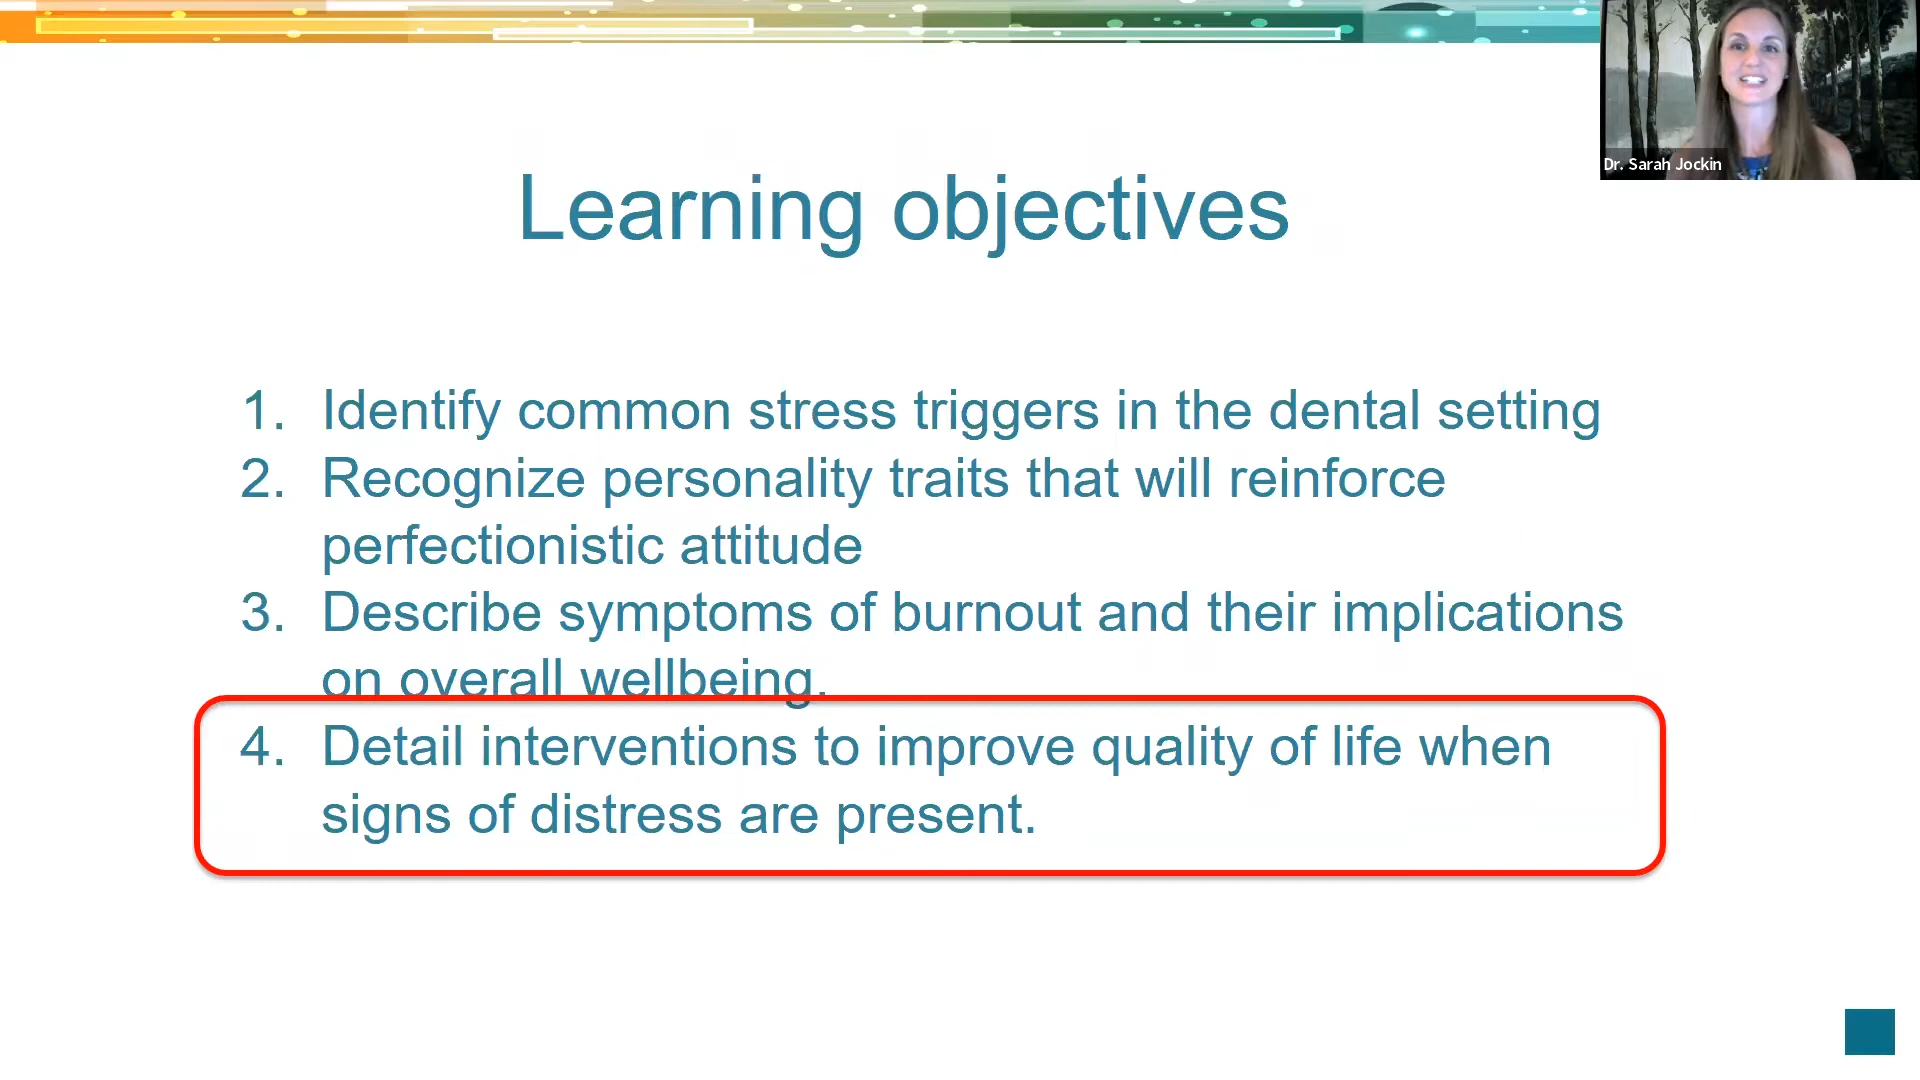 Dr. Sarah Jockin
Learning objectives
1. Identify common stress triggers in the dental setting
2. Recognize personality traits that will reinforce
perfectionistic attitude
3. Describe symptoms of burnout and their implications
on overall wellbeing.
4. Detail interventions to improve quality of life when
signs of distress are present.